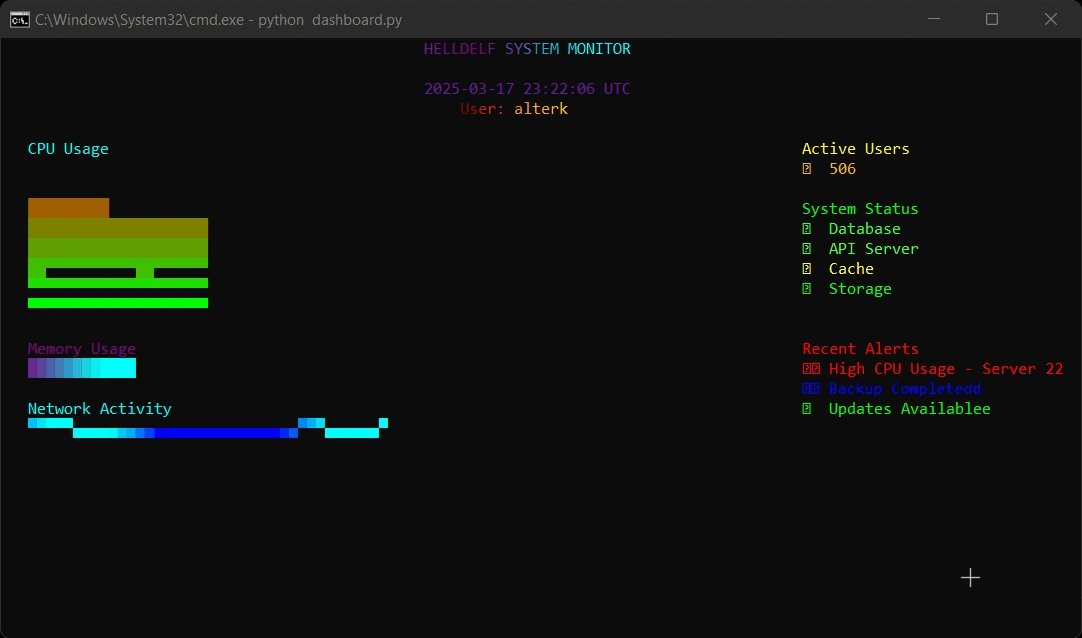 C:\Windows\System32\cmd.exe - python  dashboard.py
HELLDELF SYSTEM MONITOR
2025-03-17 23:22:06 UTC
User: alterk
CPU Usage
Active Users
506
System Status
Database
API Server
Cache
Storage
Memory Usage
Recent Alerts
High CPU Usage - Server 22
Backup Completedd
Network Activity
Updates Availablee